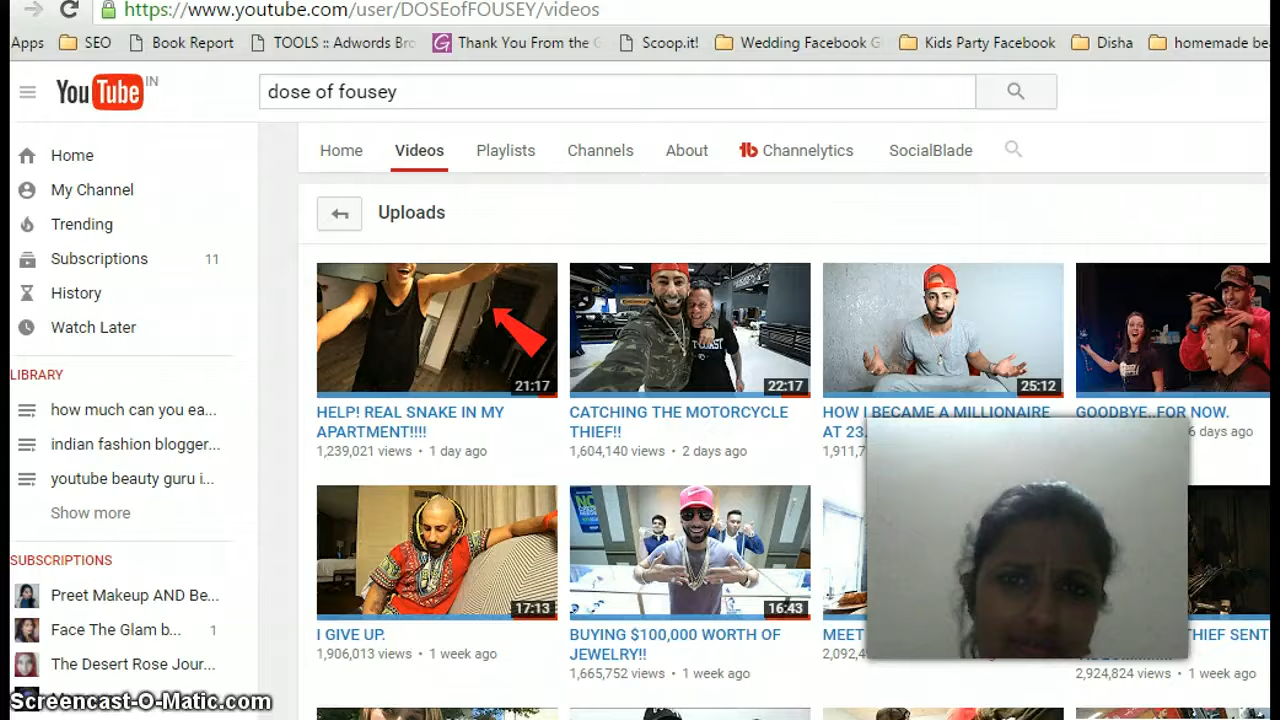 https://www.youtube.com/user/DOSEofFOUSEY/videos
Apps SEO Book Report TOOLS :: Adwords Bro Thank You From the Scoop.it! Wedding Facebook G Kids Party Facebook Disha homemade be
You Tube IN
dose of fousey
Home
My Channel
Trending
Subscriptions 11
History
Watch Later
LIBRARY
how much can you ea...
indian fashion blogger...
youtube beauty guru i...
Show more
SUBSCRIPTIONS
Preet Makeup AND Be...
Face The Glam b... 1
The Desert Rose Jour...
Home Videos Playlists Channels About Channelytics SocialBlade
Uploads
21:17
HELP! REAL SNAKE IN MY
APARTMENT!!!!
1,239,021 views • 1 day ago
22:17
CATCHING THE MOTORCYCLE
THIEF!!
1,604,140 views • 2 days ago
25:12
HOW I BECAME A MILLIONAIRE
AT 23.
1,911,7
GOODBYE..FOR NOW.
6 days ago
17:13
I GIVE UP.
1,906,013 views • 1 week ago
16:43
BUYING $100,000 WORTH OF
JEWELRY!!
1,665,752 views • 1 week ago
MEET
2,092,4
THIEF SENT
2,924,824 views • 1 week ago
Screencast-O-Matic.com